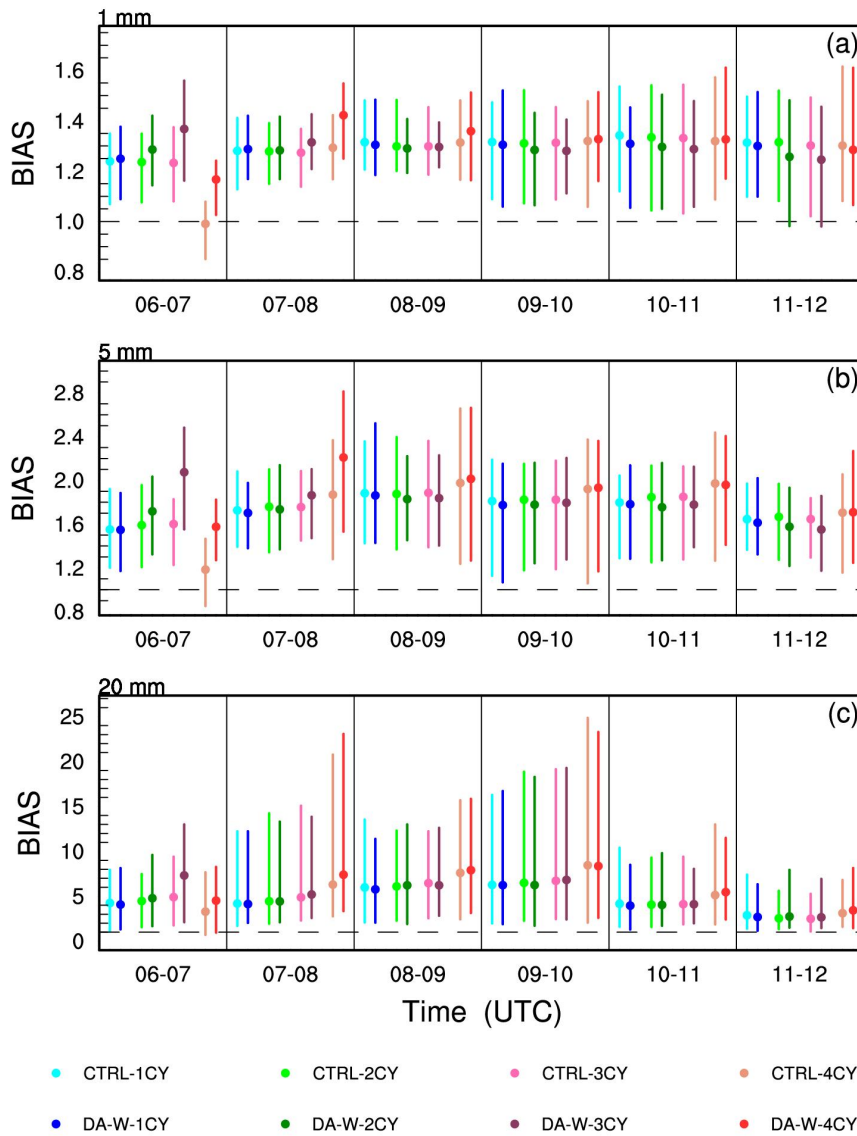 1 mm
(a)
BIAS
1.6
1.4
1.2
1.0
0.8
06-07 07-08 08-09 09-10 10-11 11-12
5 mm
(b)
BIAS
2.8
2.4
2.0
1.6
1.2
0.8
06-07 07-08 08-09 09-10 10-11 11-12
20 mm
(c)
BIAS
25
20
15
10
5
0
06-07 07-08 08-09 09-10 10-11 11-12
Time (UTC)
CTRL-1CY CTRL-2CY CTRL-3CY CTRL-4CY
DA-W-1CY DA-W-2CY DA-W-3CY DA-W-4CY